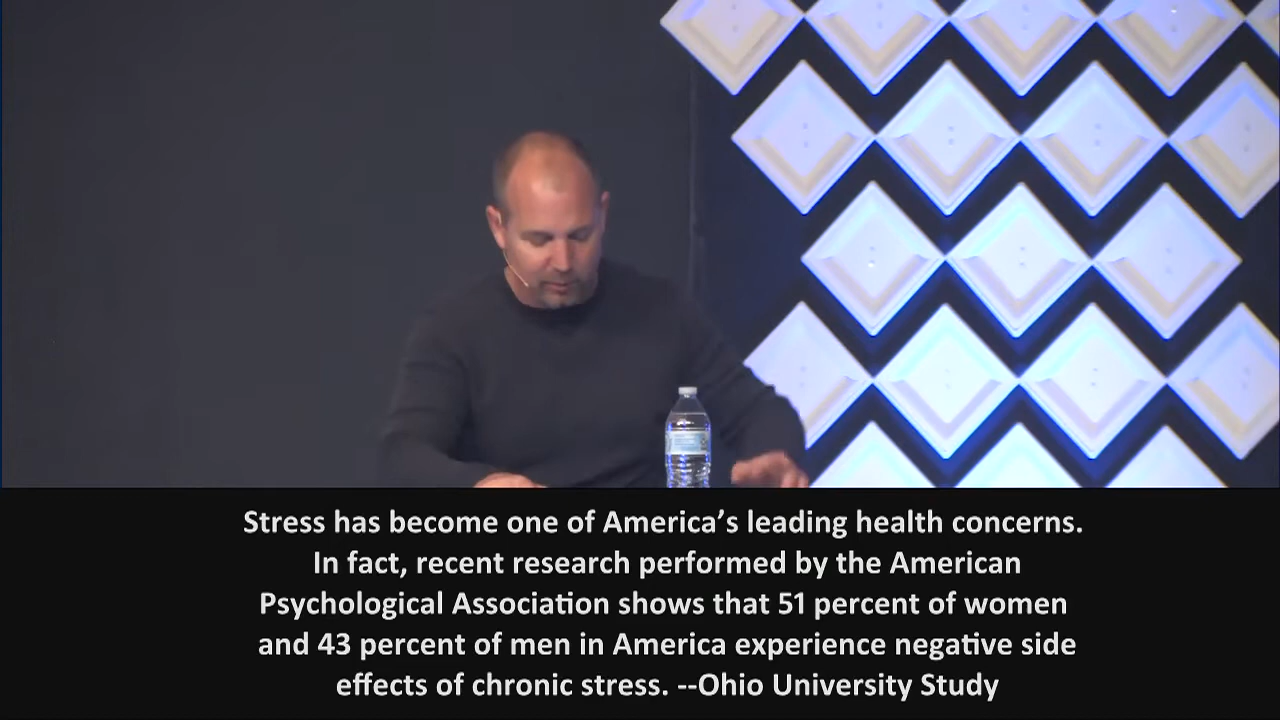 Stress has become one of America’s leading health concerns.
In fact, recent research performed by the American
Psychological Association shows that 51 percent of women
and 43 percent of men in America experience negative side
effects of chronic stress. --Ohio University Study